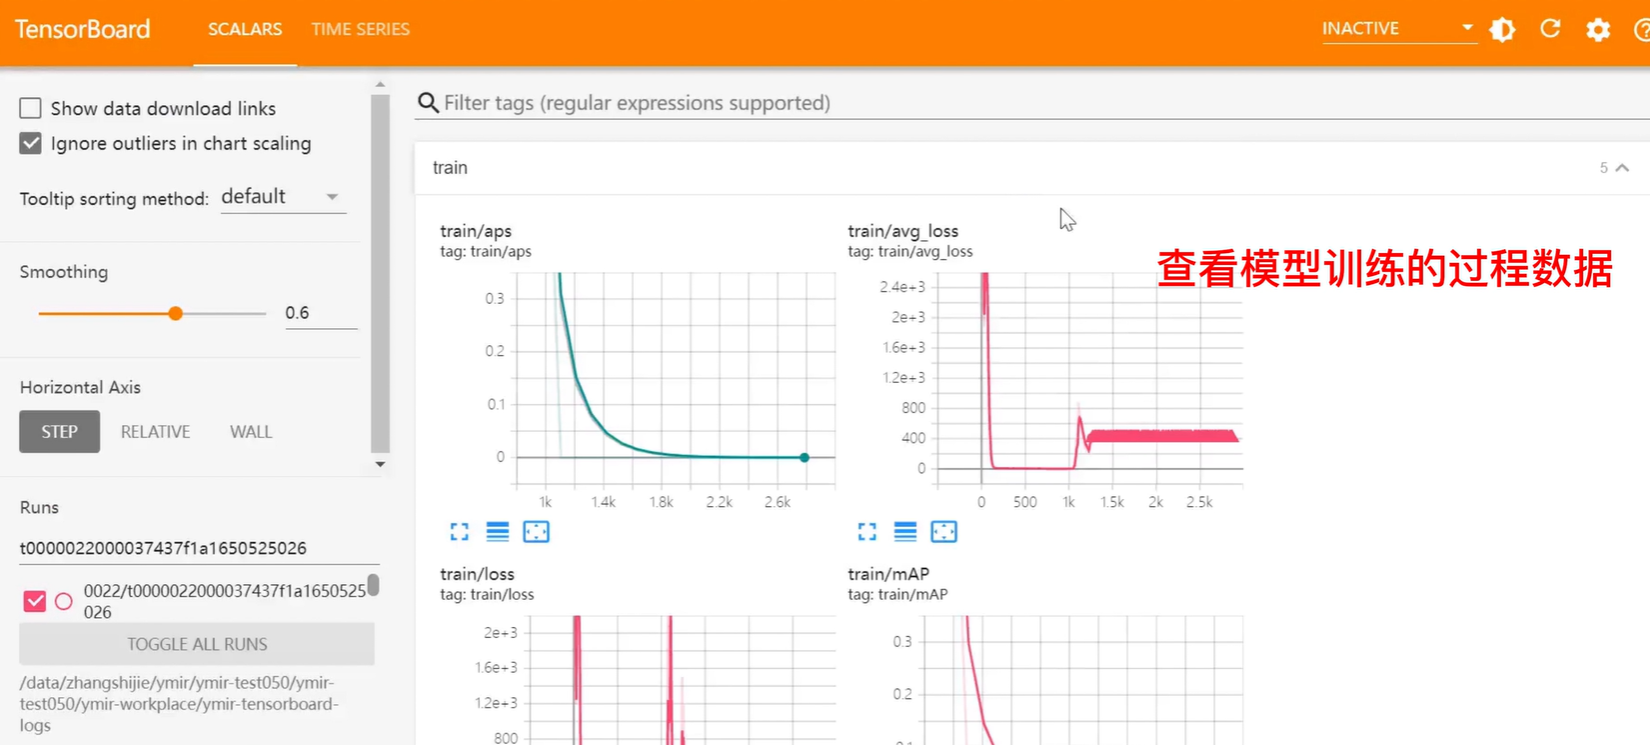 TensorBoard
SCALARS
TIME SERIES
INACTIVE
Show data download links
Ignore outliers in chart scaling
Tooltip sorting method:
default
Smoothing
0.6
Horizontal Axis
STEP
RELATIVE
WALL
Runs
t0000022000037437f1a1650525026
0022/t0000022000037437f1a1650525
026
TOGGLE ALL RUNS
/data/zhangshijie/ymir/ymir-test050/ymir-
test050/ymir-workplace/ymir-tensorboard-
logs
Filter tags (regular expressions supported)
train
5
train/aps
tag: train/aps
0.3
0.2
0.1
0
1k 1.4k 1.8k 2.2k 2.6k
train/avg_loss
tag: train/avg_loss
查看模型训练的过程数据
2.4e+3
2e+3
1.6e+3
1.2e+3
800
400
0
0 500 1k 1.5k 2k 2.5k
train/loss
tag: train/loss
2e+3
1.6e+3
1.2e+3
800
train/mAP
tag: train/mAP
0.3
0.2